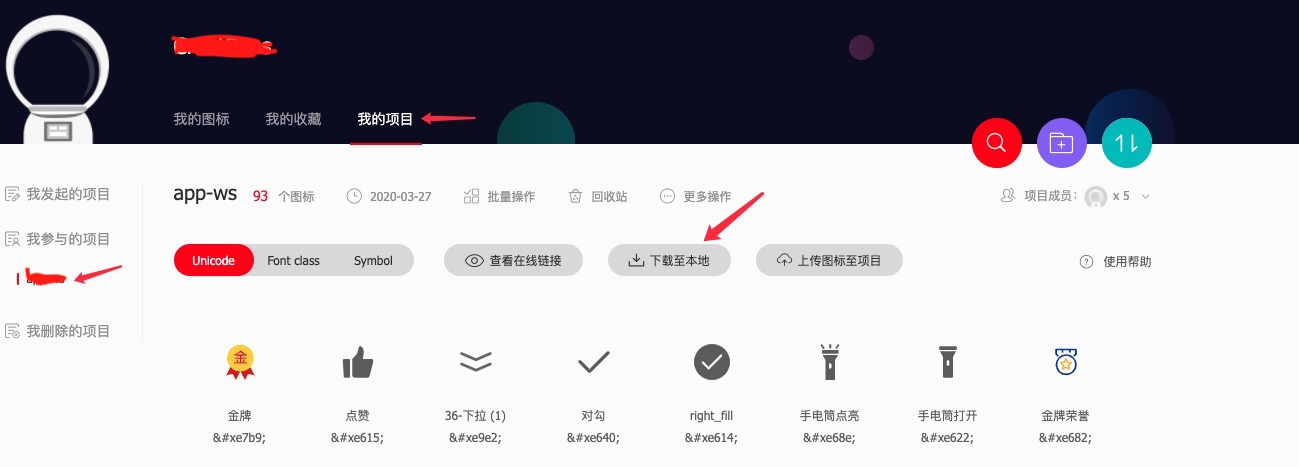 我的图标 我的收藏 我的项目
我发起的项目
我参与的项目
我删除的项目
app-ws 93 个图标 2020-03-27 批量操作 回收站 更多操作 项目成员: x 5
Unicode Font class Symbol 查看在线链接 下载至本地 上传图标至项目 使用帮助
金
金牌 点赞 36-下拉 (1) 对勾 right_fill 手电筒点亮 手电筒打开 金牌荣誉
&#xe7b9; &#xe615; &#xe9e2; &#xe640; &#xe614; &#xe68e; &#xe622; &#xe682;